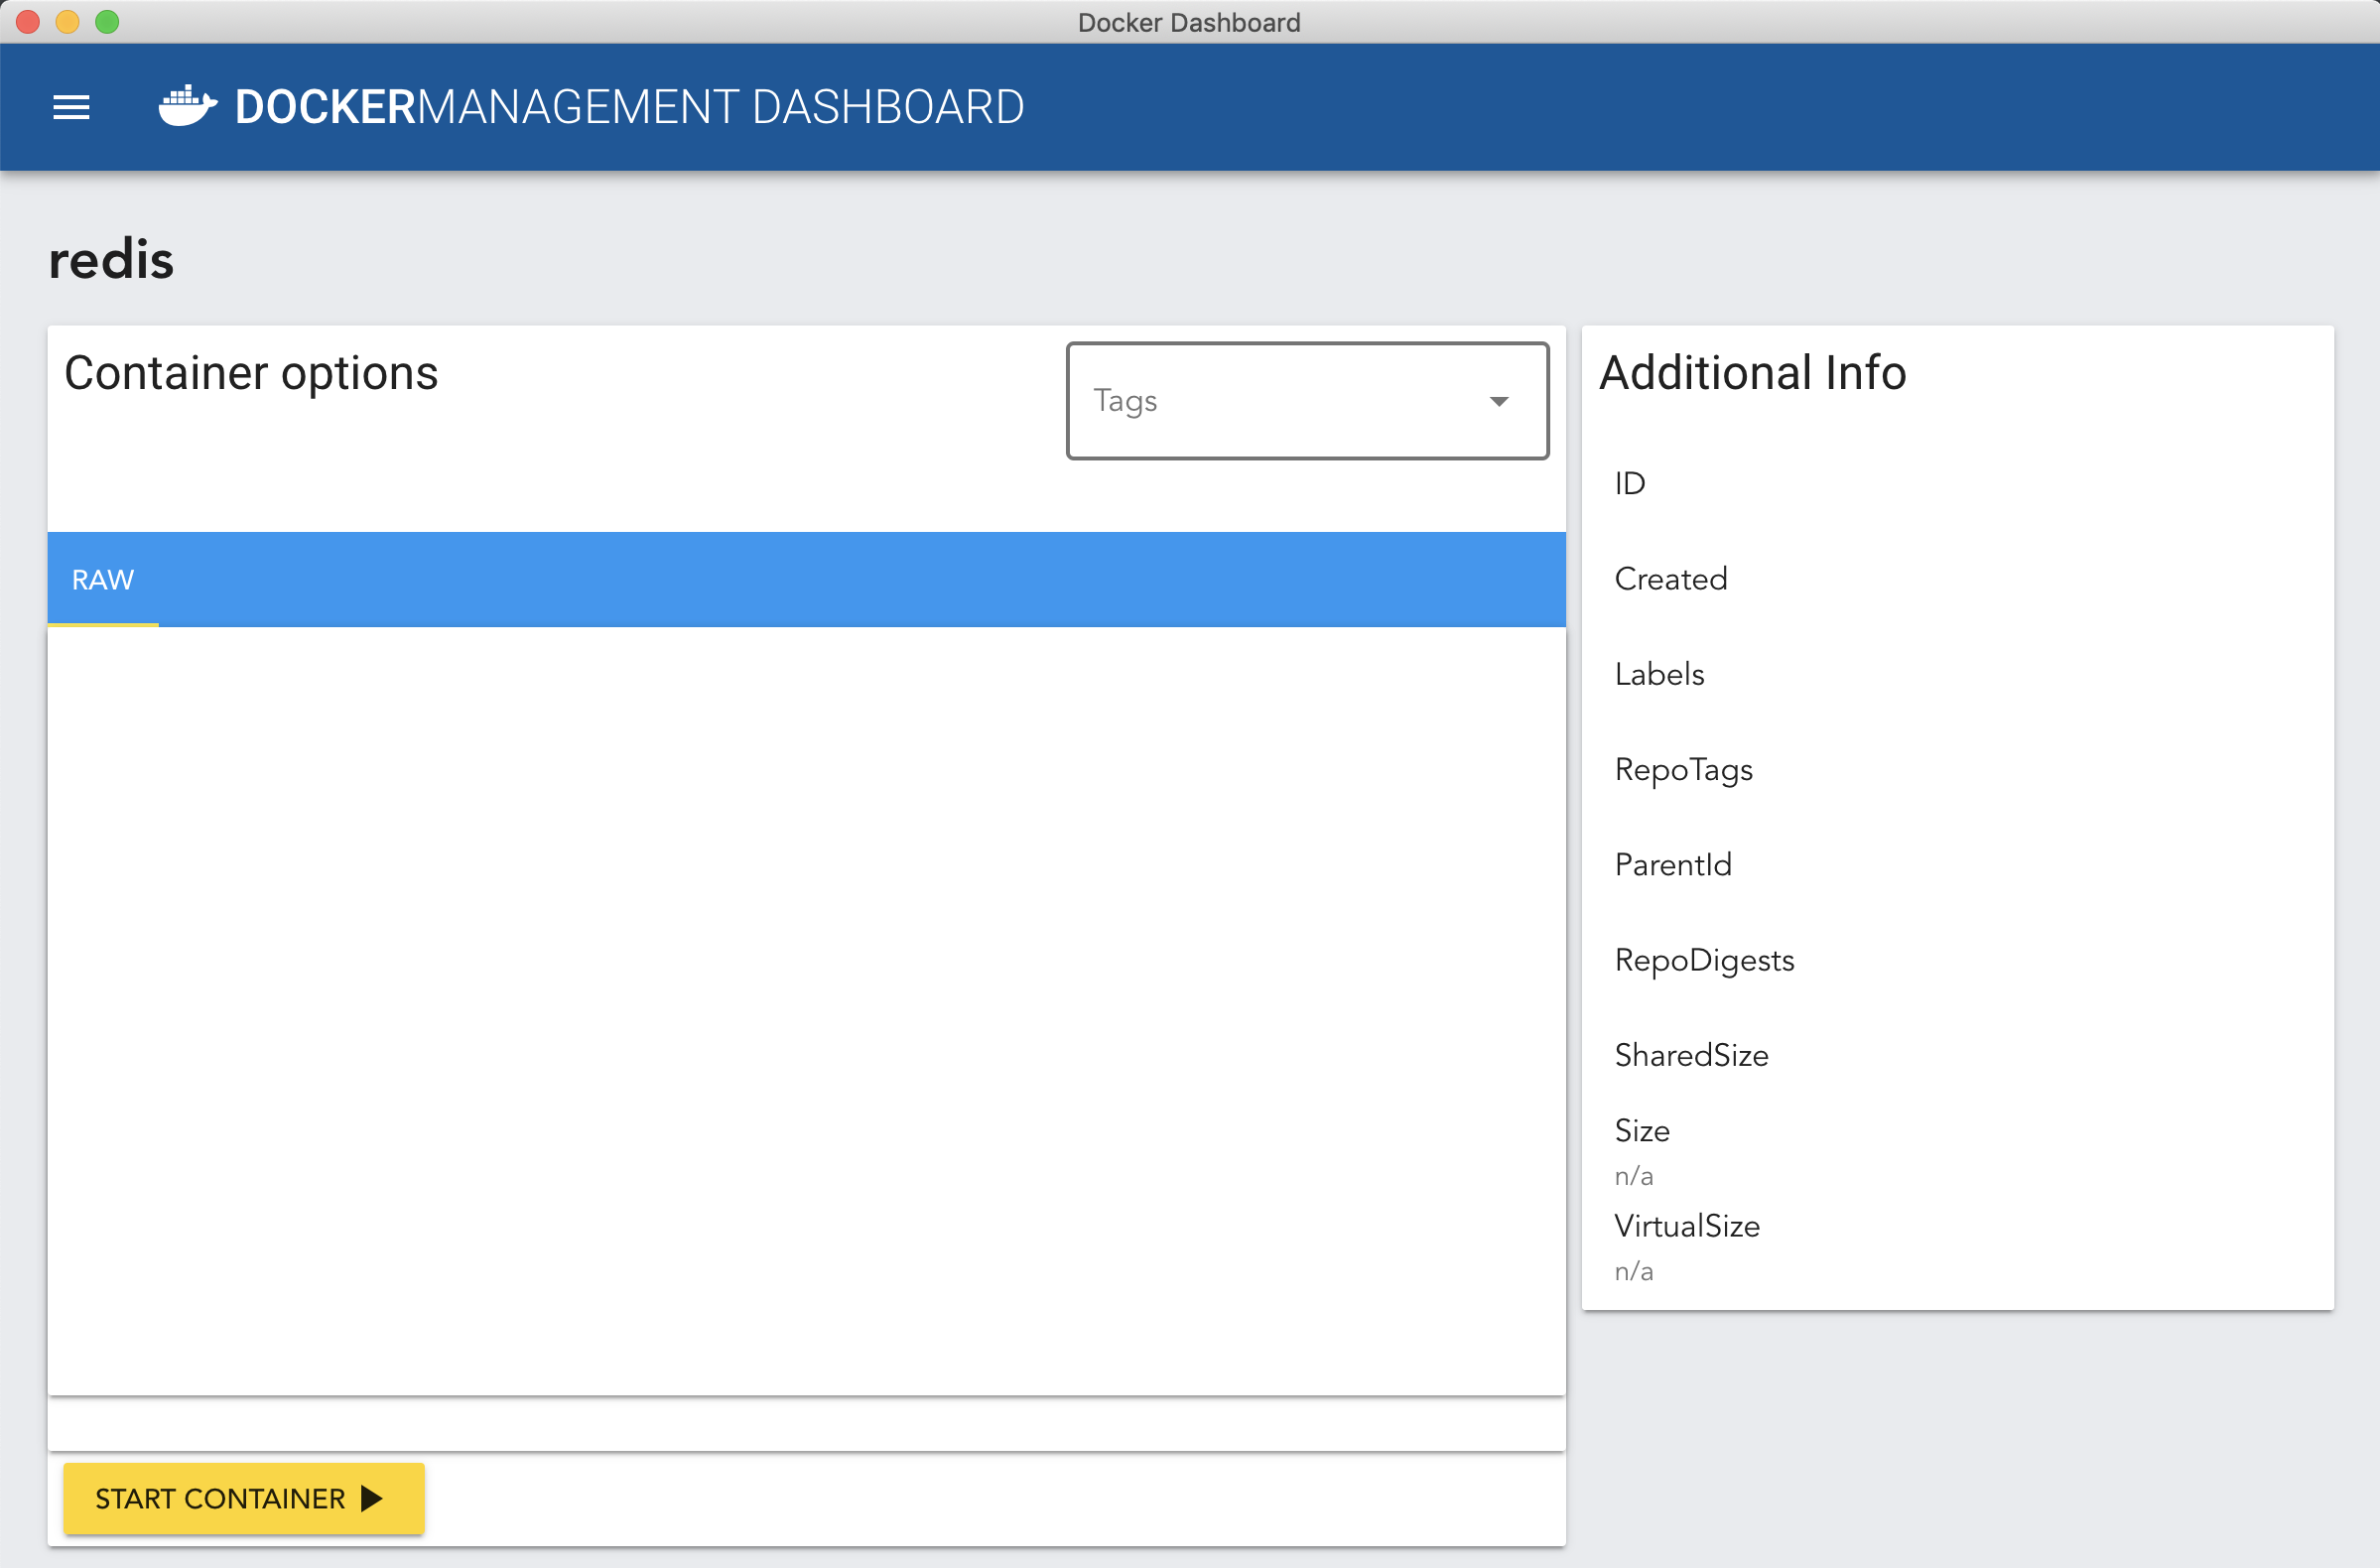 Docker Dashboard
DOCKERMANAGEMENT DASHBOARD
redis
Container options
Tags
RAW
START CONTAINER
Additional Info
ID
Created
Labels
RepoTags
ParentId
RepoDigests
SharedSize
Size
n/a
VirtualSize
n/a